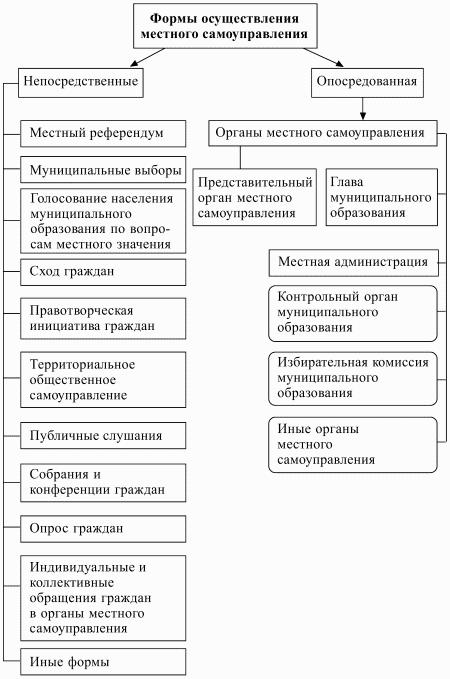 Формы осуществления
местного самоуправления
Непосредственные
Местный референдум
Муниципальные выборы
Голосование населения
муниципального
образования по вопро-
сам местного значения
Сход граждан
Правотворческая
инициатива граждан
Территориальное
общественное
самоуправление
Публичные слушания
Собрания и
конференции граждан
Опрос граждан
Индивидуальные и
коллективные
обращения граждан
в органы местного
самоуправления
Иные формы
Опосредованная
Органы местного самоуправления
Представительный
орган местного
самоуправления
Глава
муниципального
образования
Местная администрация
Контрольный орган
муниципального
образования
Избирательная комиссия
муниципального
образования
Иные органы
местного
самоуправления